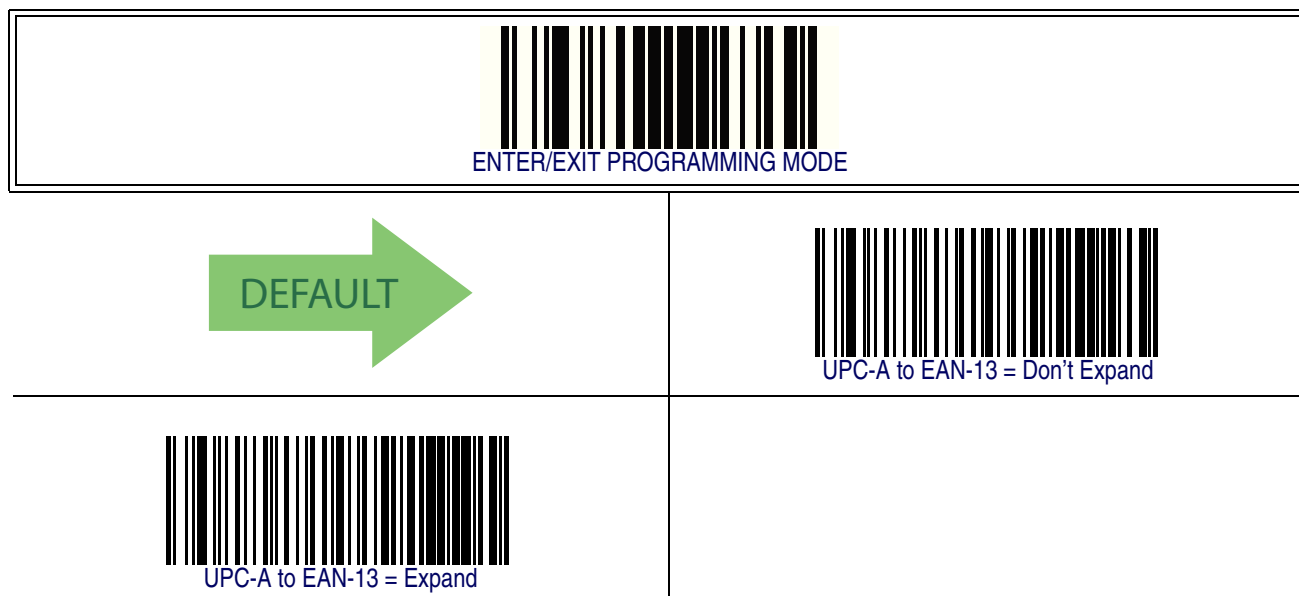 ENTER/EXIT PROGRAMMING MODE
DEFAULT
UPC-A to EAN-13 = Don't Expand
UPC-A to EAN-13 = Expand